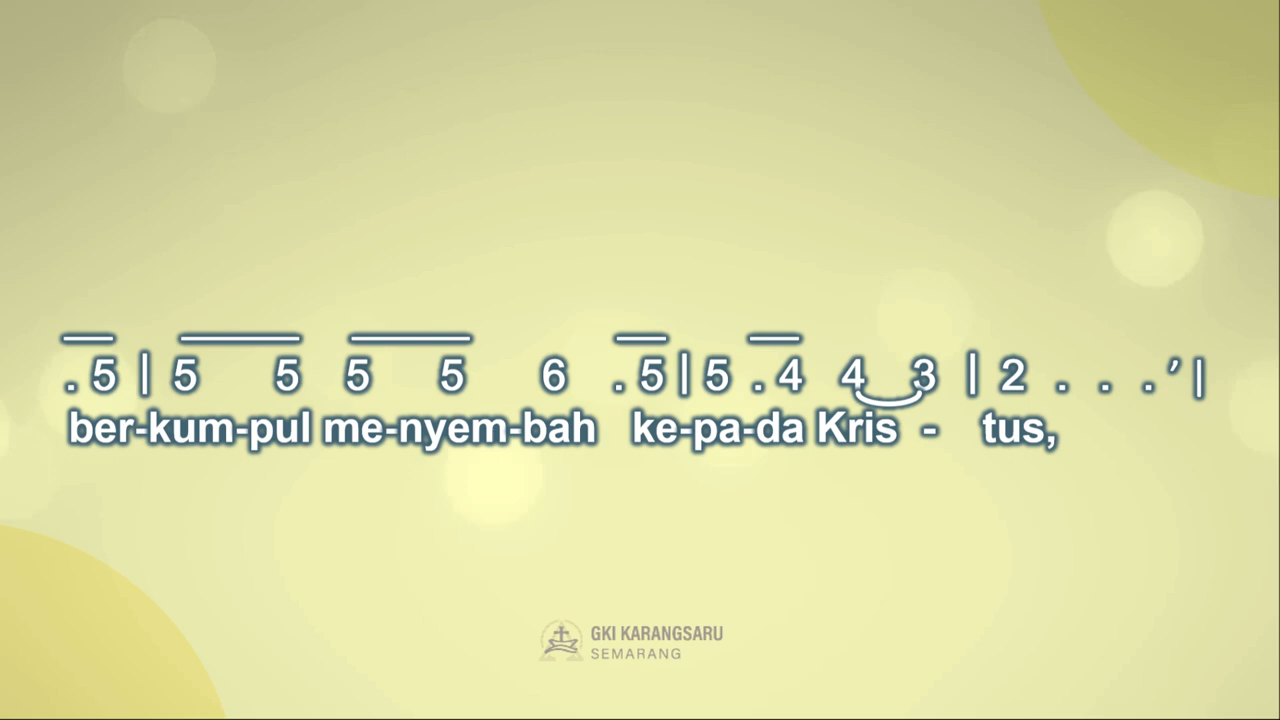 . 5 | 5 5 5 5 6 . 5 | 5 . 4 4 3 | 2 . . . ’ |
ber-kum-pul me-nyem-bah ke-pa-da Kris - tus,
GKI KARANGSARU
SEMARANG